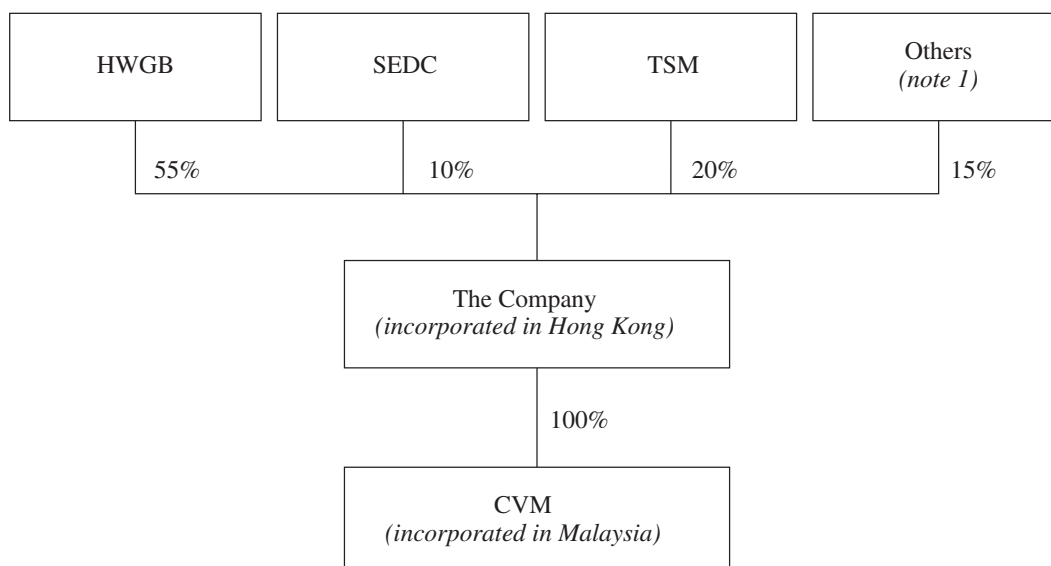 HWGB
SEDC
TSM
Others
(note 1)
55%
10%
20%
15%
The Company
(incorporated in Hong Kong)
100%
CVM
(incorporated in Malaysia)